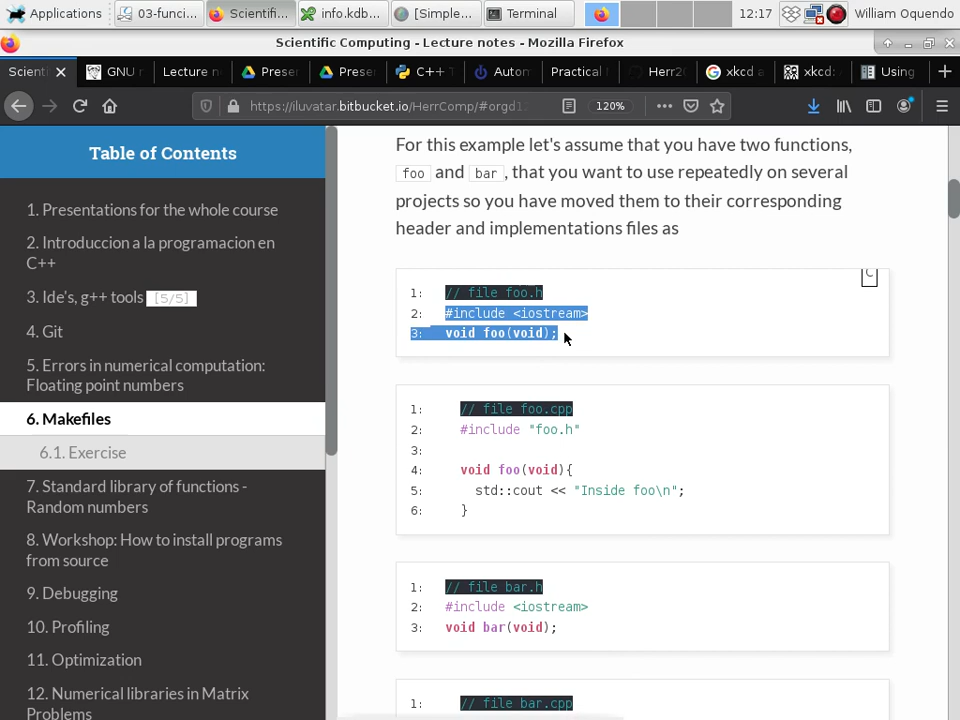 Applications
03-funci...
Scientifi...
info.kdb...
[Simple...
Terminal
12:17
William Oquendo
Scientific Computing - Lecture notes - Mozilla Firefox
Scienti
GNU
Lecture n
Preser
Preser
C++ T
Autom
Practical
Herr20
xkcd a
xkcd:
Using
https://iluvatar.bitbucket.io/HerrComp/#orgd1
120%
Table of Contents
1. Presentations for the whole course
2. Introduccion a la programacion en
C++
3. Ide's, g++ tools [5/5]
4. Git
5. Errors in numerical computation:
Floating point numbers
6. Makefiles
6.1. Exercise
7. Standard library of functions -
Random numbers
8. Workshop: How to install programs
from source
9. Debugging
10. Profiling
11. Optimization
12. Numerical libraries in Matrix
Problems
For this example let's assume that you have two functions,
foo and bar, that you want to use repeatedly on several
projects so you have moved them to their corresponding
header and implementations files as
C
1: // file foo.h
2: #include <iostream>
3: void foo(void);
1: // file foo.cpp
2: #include "foo.h"
3:
4: void foo(void){
5: std::cout << "Inside foo\n";
6: }
1: // file bar.h
2: #include <iostream>
3: void bar(void);
1: // file bar.cpp